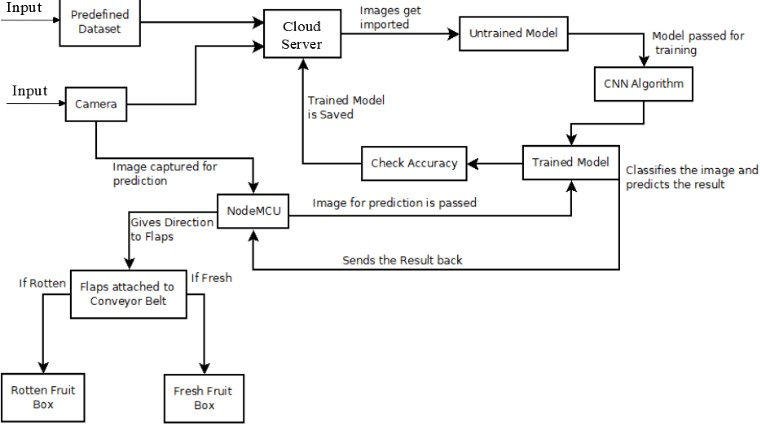 Input
Predefined
Dataset
Cloud
Server
Images get
imported
Untrained Model
Model passed for
training
CNN Algorithm
Input
Camera
Trained Model
is Saved
Check Accuracy
Trained Model
Classifies the image and
predicts the result
Image captured for
prediction
NodeMCU
Image for prediction is passed
Gives Direction
to Flaps
Sends the Result back
If Rotten
Flaps attached to
Conveyor Belt
If Fresh
Rotten Fruit
Box
Fresh Fruit
Box